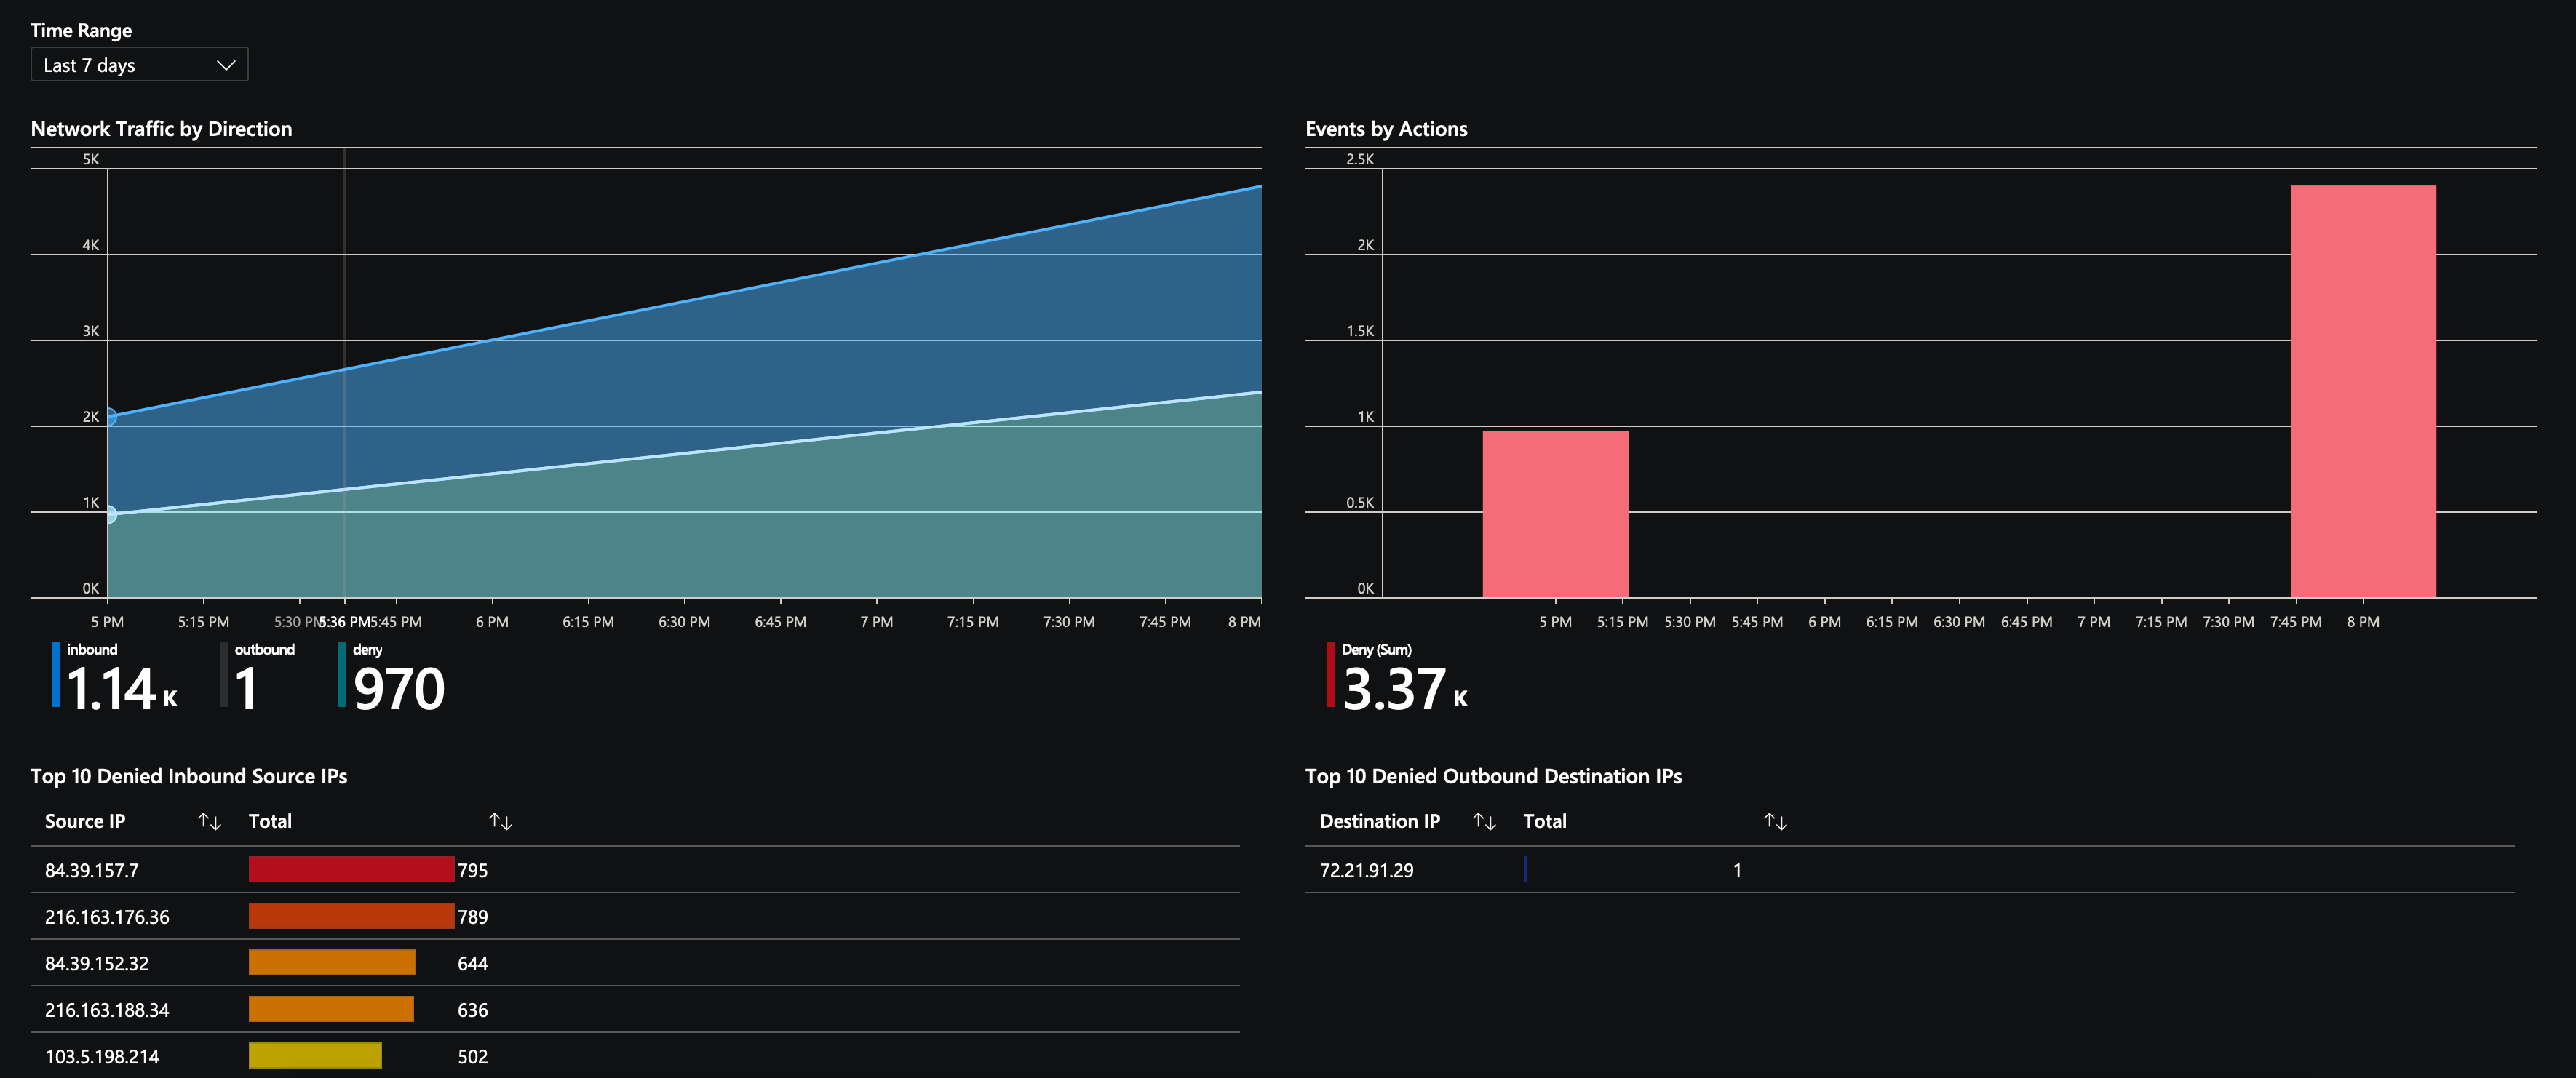 Time Range
Last 7 days
Network Traffic by Direction
5K
4K
3K
2K
1K
0K
5 PM 5:15 PM 5:30 PM 5:36 PM 5:45 PM 6 PM 6:15 PM 6:30 PM 6:45 PM 7 PM 7:15 PM 7:30 PM 7:45 PM 8 PM
inbound outbound deny
1.14 K 1 970
Events by Actions
2.5K
2K
1.5K
1K
0.5K
0K
5 PM 5:15 PM 5:30 PM 5:45 PM 6 PM 6:15 PM 6:30 PM 6:45 PM 7 PM 7:15 PM 7:30 PM 7:45 PM 8 PM
Deny (Sum)
3.37 K
Top 10 Denied Inbound Source IPs
Source IP Total
84.39.157.7 795
216.163.176.36 789
84.39.152.32 644
216.163.188.34 636
103.5.198.214 502
Top 10 Denied Outbound Destination IPs
Destination IP Total
72.21.91.29 1